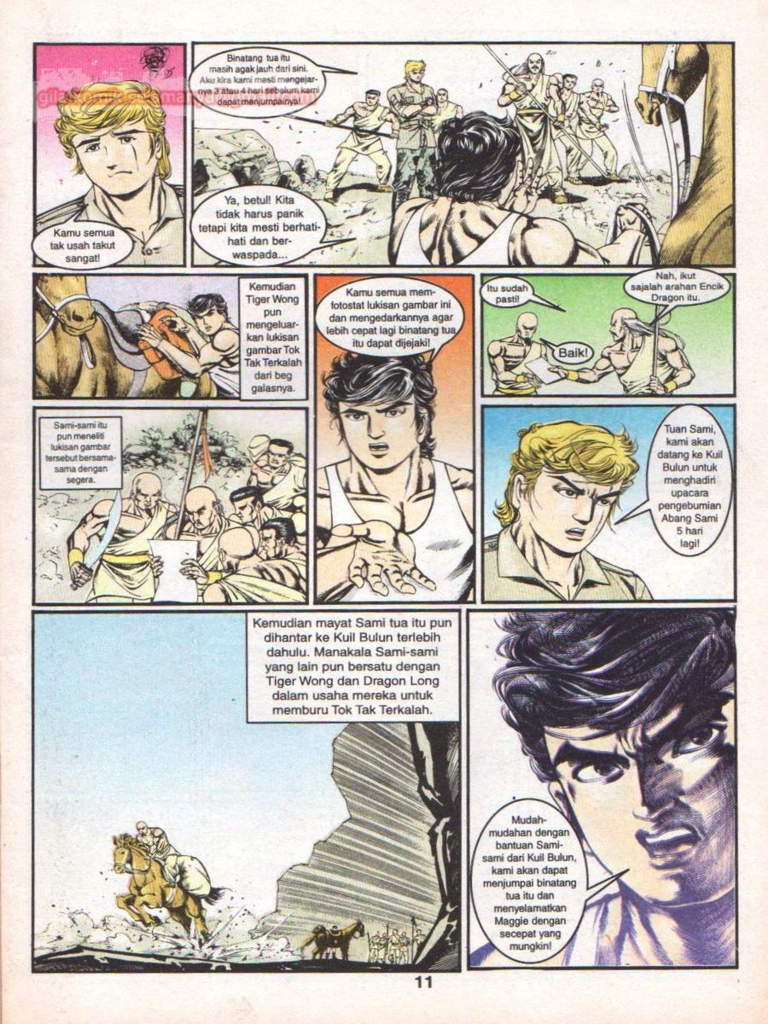 Kamu semua
tak usah takut
sangat!
Binatang tua itu
masih agak jauh dari sini.
Aku kira kami mesti mengejar-
nya 3 atau 4 hari sebelum kami
dapat menjumpainya!
Ya, betul! Kita
tidak harus panik
tetapi kita mesti berhati-
hati dan ber-
waspada...
Kemudian
Tiger Wong
pun
mengeluar-
kan lukisan
gambar Tok
Tak Terkalah
dari beg
galasnya.
Kamu semua mem-
fotostat lukisan gambar ini
dan mengedarkannya agar
lebih cepat lagi binatang tua
itu dapat dijejaki!
Itu sudah
pasti!
Nah, ikut
sajalah arahan Encik
Dragon itu.
Baik!
Sami-sami itu
pun meneliti
lukisan gambar
tersebut bersama-
sama dengan
segera.
Tuan Sami,
kami akan
datang ke Kuil
Bulun untuk
menghadiri
upacara
pengebumian
Abang Sami
5 hari
lagi!
Kemudian mayat Sami tua itu pun
dihantar ke Kuil Bulun terlebih
dahulu. Manakala Sami-sami
yang lain pun bersatu dengan
Tiger Wong dan Dragon Long
dalam usaha mereka untuk
memburu Tok Tak Terkalah.
Mudah-
mudahan dengan
bantuan Sami-
sami dari Kuil Bulun,
kami akan dapat
menjumpai binatang
tua itu dan
menyelamatkan
Maggie dengan
secepat yang
mungkin!
11